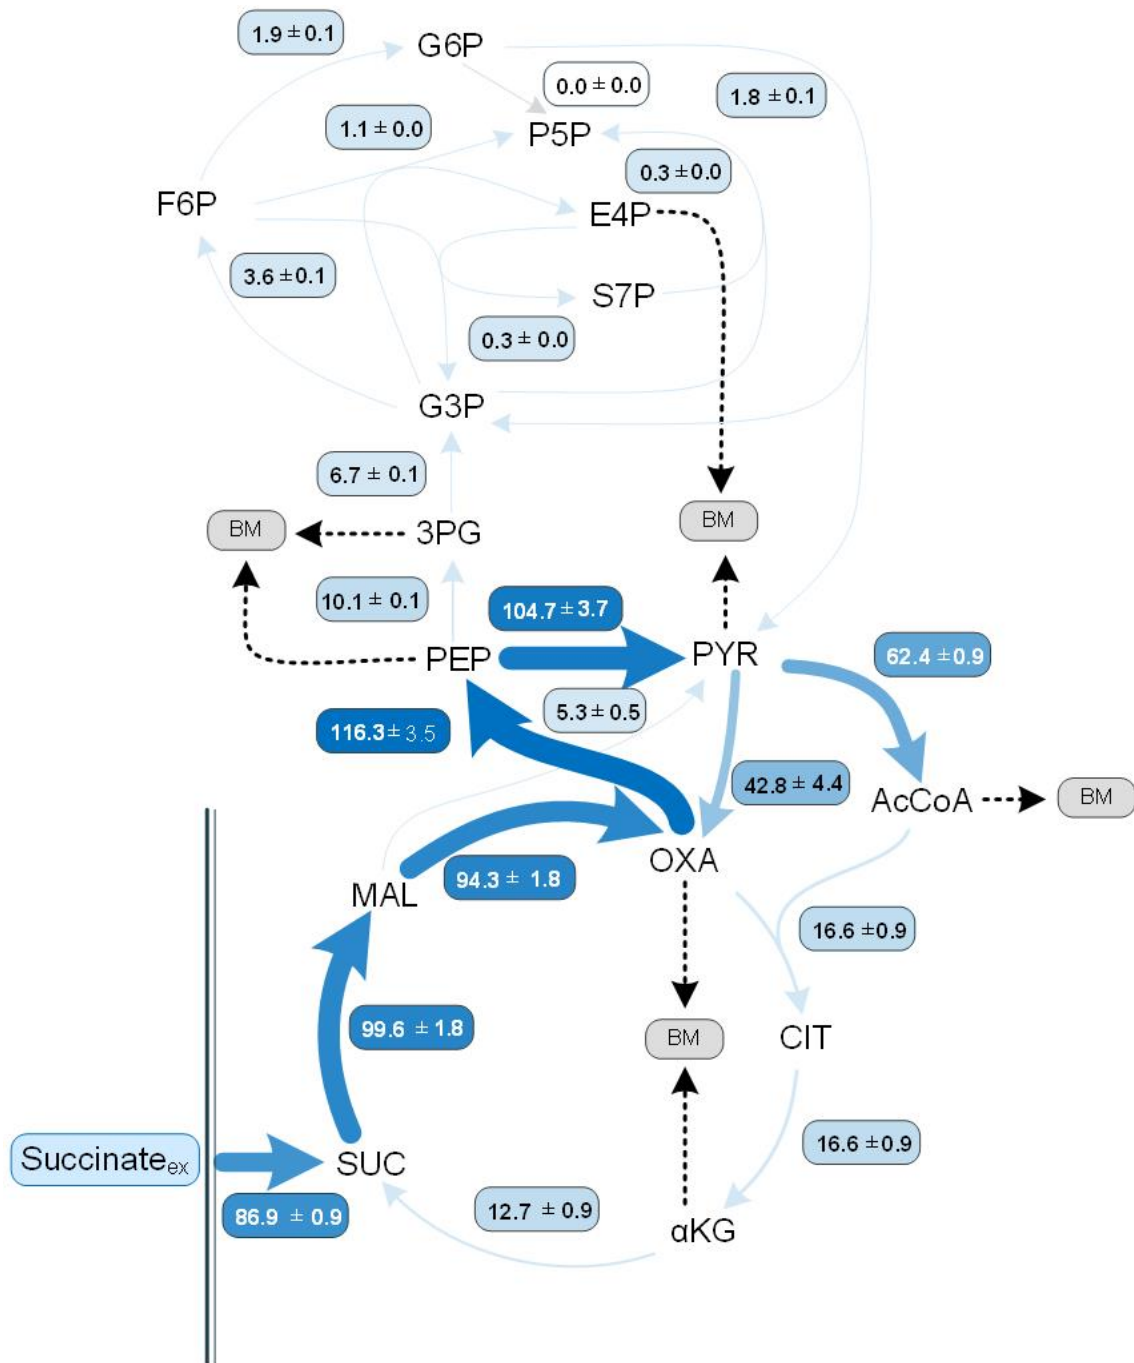 1.9 ± 0.1
G6P
0.0 ± 0.0
1.8 ± 0.1
1.1 ± 0.0
P5P
0.3 ± 0.0
F6P
E4P
3.6 ± 0.1
S7P
0.3 ± 0.0
G3P
6.7 ± 0.1
BM
3PG
BM
10.1 ± 0.1
104.7 ± 3.7
PEP
PYR
62.4 ± 0.9
5.3 ± 0.5
116.3 ± 3.5
42.8 ± 4.4
AcCoA
BM
OXA
94.3 ± 1.8
MAL
16.6 ± 0.9
99.6 ± 1.8
BM
CIT
Succinateex
SUC
16.6 ± 0.9
86.9 ± 0.9
12.7 ± 0.9
αKG